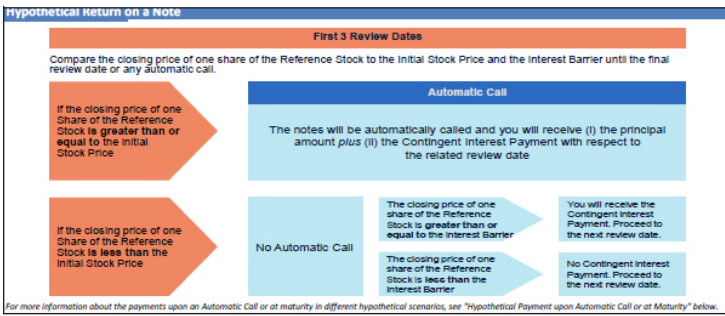 Hypothetical Return on a Note
First 3 Review Dates
Compare the closing price of one share of the Reference Stock to the Initial Stock Price and the Interest Barrier until the final
review date or any automatic call.
If the closing price of one
Share of the Reference
Stock is greater than or
equal to the Initial
Stock Price
Automatic Call
The notes will be automatically called and you will receive (i) the principal
amount plus (ii) the Contingent Interest Payment with respect to
the related review date
If the closing price of one
Share of the Reference
Stock is less than the
Initial Stock Price
No Automatic Call
The closing price of one
share of the Reference
Stock is greater than or
equal to the Interest Barrier
You will receive the
Contingent Interest
Payment. Proceed to
the next review date.
The closing price of one
share of the Reference
Stock is less than the
Interest Barrier
No Contingent Interest
Payment. Proceed to
the next review date.
For more information about the payments upon an Automatic Call or at maturity in different hypothetical scenarios, see "Hypothetical Payment upon Automatic Call or at Maturity" below.